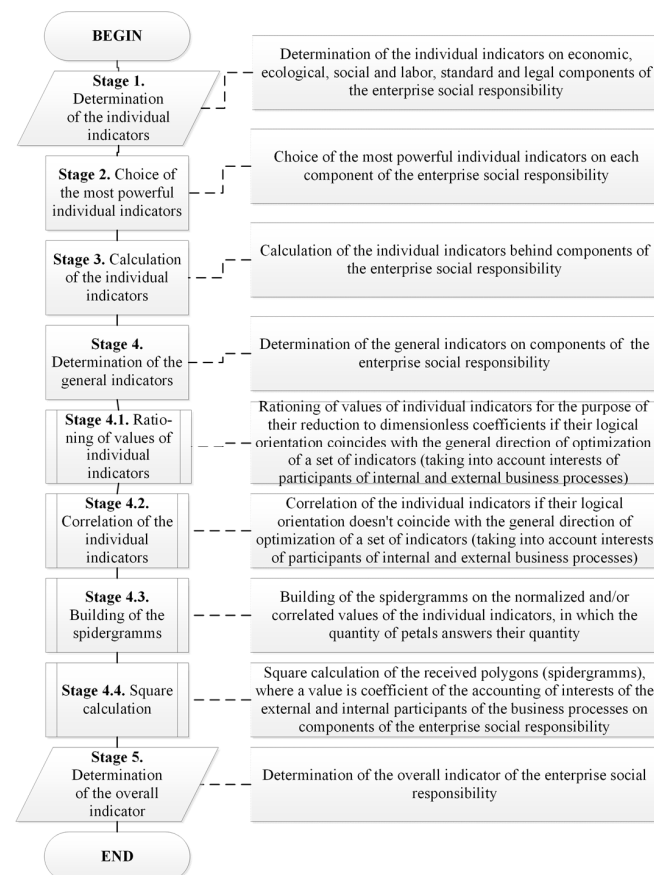 BEGIN
Stage 1.
Determination
of the individual
indicators
Determination of the individual indicators on economic,
ecological, social and labor, standard and legal components of
the enterprise social responsibility
Stage 2. Choice of
the most powerful
individual indicators
Choice of the most powerful individual indicators on each
component of the enterprise social responsibility
Stage 3. Calculation
of the individual
indicators
Calculation of the individual indicators behind components of
the enterprise social responsibility
Stage 4.
Determination of the
general indicators
Determination of the general indicators on components of the
enterprise social responsibility
Stage 4.1. Ratio-
ning of values of
individual
indicators
Rationing of values of individual indicators for the purpose of
their reduction to dimensionless coefficients if their logical
orientation coincides with the general direction of optimization
of a set of indicators (taking into account interests of
participants of internal and external business processes)
Stage 4.2.
Correlation of the
individual
indicators
Correlation of the individual indicators if their logical
orientation doesn't coincide with the general direction of
optimization of a set of indicators (taking into account interests
of participants of internal and external business processes)
Stage 4.3.
Building of the
spidergramms
Building of the spidergramms on the normalized and/or
correlated values of the individual indicators, in which the
quantity of petals answers their quantity
Stage 4.4. Square
calculation
Square calculation of the received polygons (spidergramms),
where a value is coefficient of the accounting of interests of the
external and internal participants of the business processes on
components of the enterprise social responsibility
Stage 5.
Determination
of the overall
indicator
Determination of the overall indicator of the enterprise social
responsibility
END